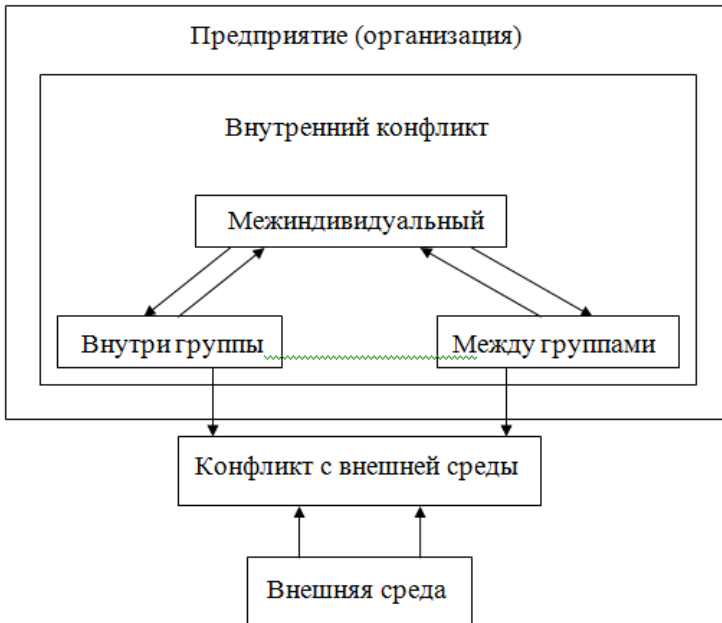 Предприятие (организация)
Внутренний конфликт
Межиндивидуальный
Внутри группы
Между группами
Конфликт с внешней среды
Внешняя среда